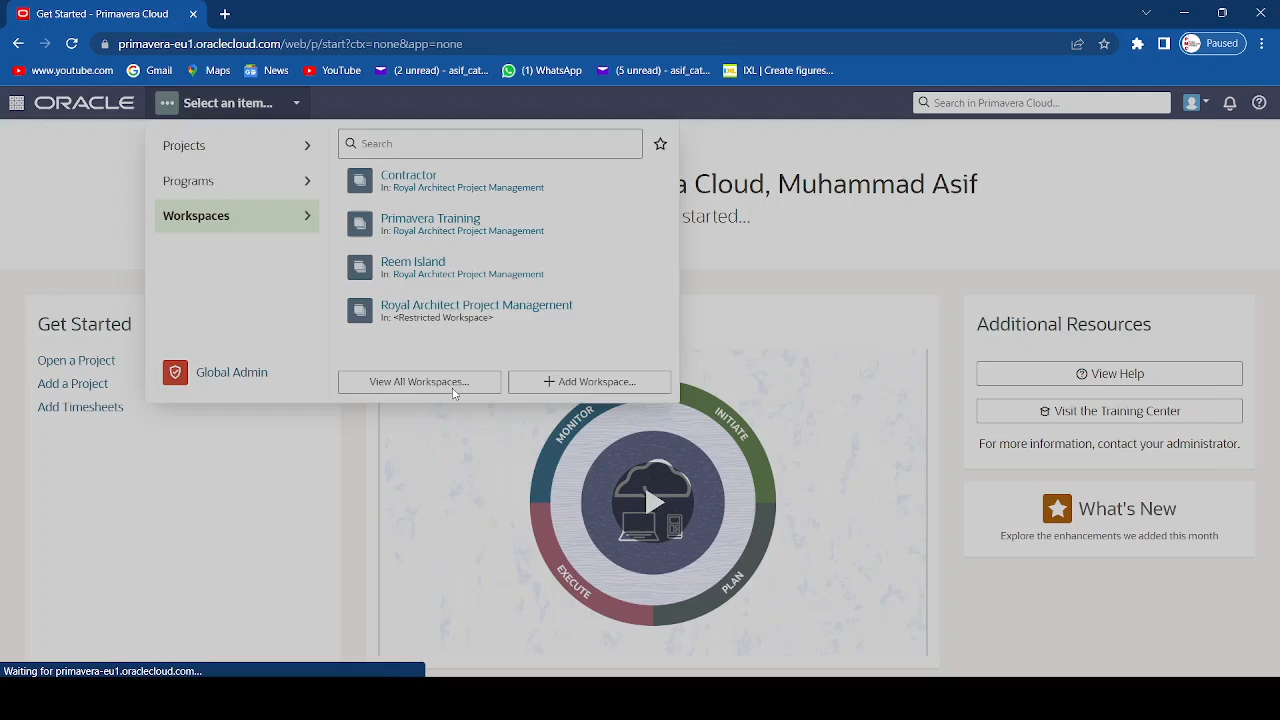 Get Started - Primavera Cloud
primavera-eu1.oraclecloud.com/web/p/start?ctx=none&app=none
Paused
www.youtube.com
Gmail
Maps
News
YouTube
(2 unread) - asif_cat...
(1) WhatsApp
(5 unread) - asif_cat...
IXL | Create figures...
ORACLE
Select an item...
Search in Primavera Cloud...
Projects
Programs
Workspaces
Global Admin
Search
Contractor
In: Royal Architect Project Management
Primavera Training
In: Royal Architect Project Management
Reem Island
In: Royal Architect Project Management
Royal Architect Project Management
In: <Restricted Workspace>
View All Workspaces...
Add Workspace...
a Cloud, Muhammad Asif
started...
Get Started
Open a Project
Add a Project
Add Timesheets
MONITOR
INITIATE
EXECUTE
PLAN
Additional Resources
View Help
Visit the Training Center
For more information, contact your administrator.
What's New
Explore the enhancements we added this month
Waiting for primavera-eu1.oraclecloud.com...